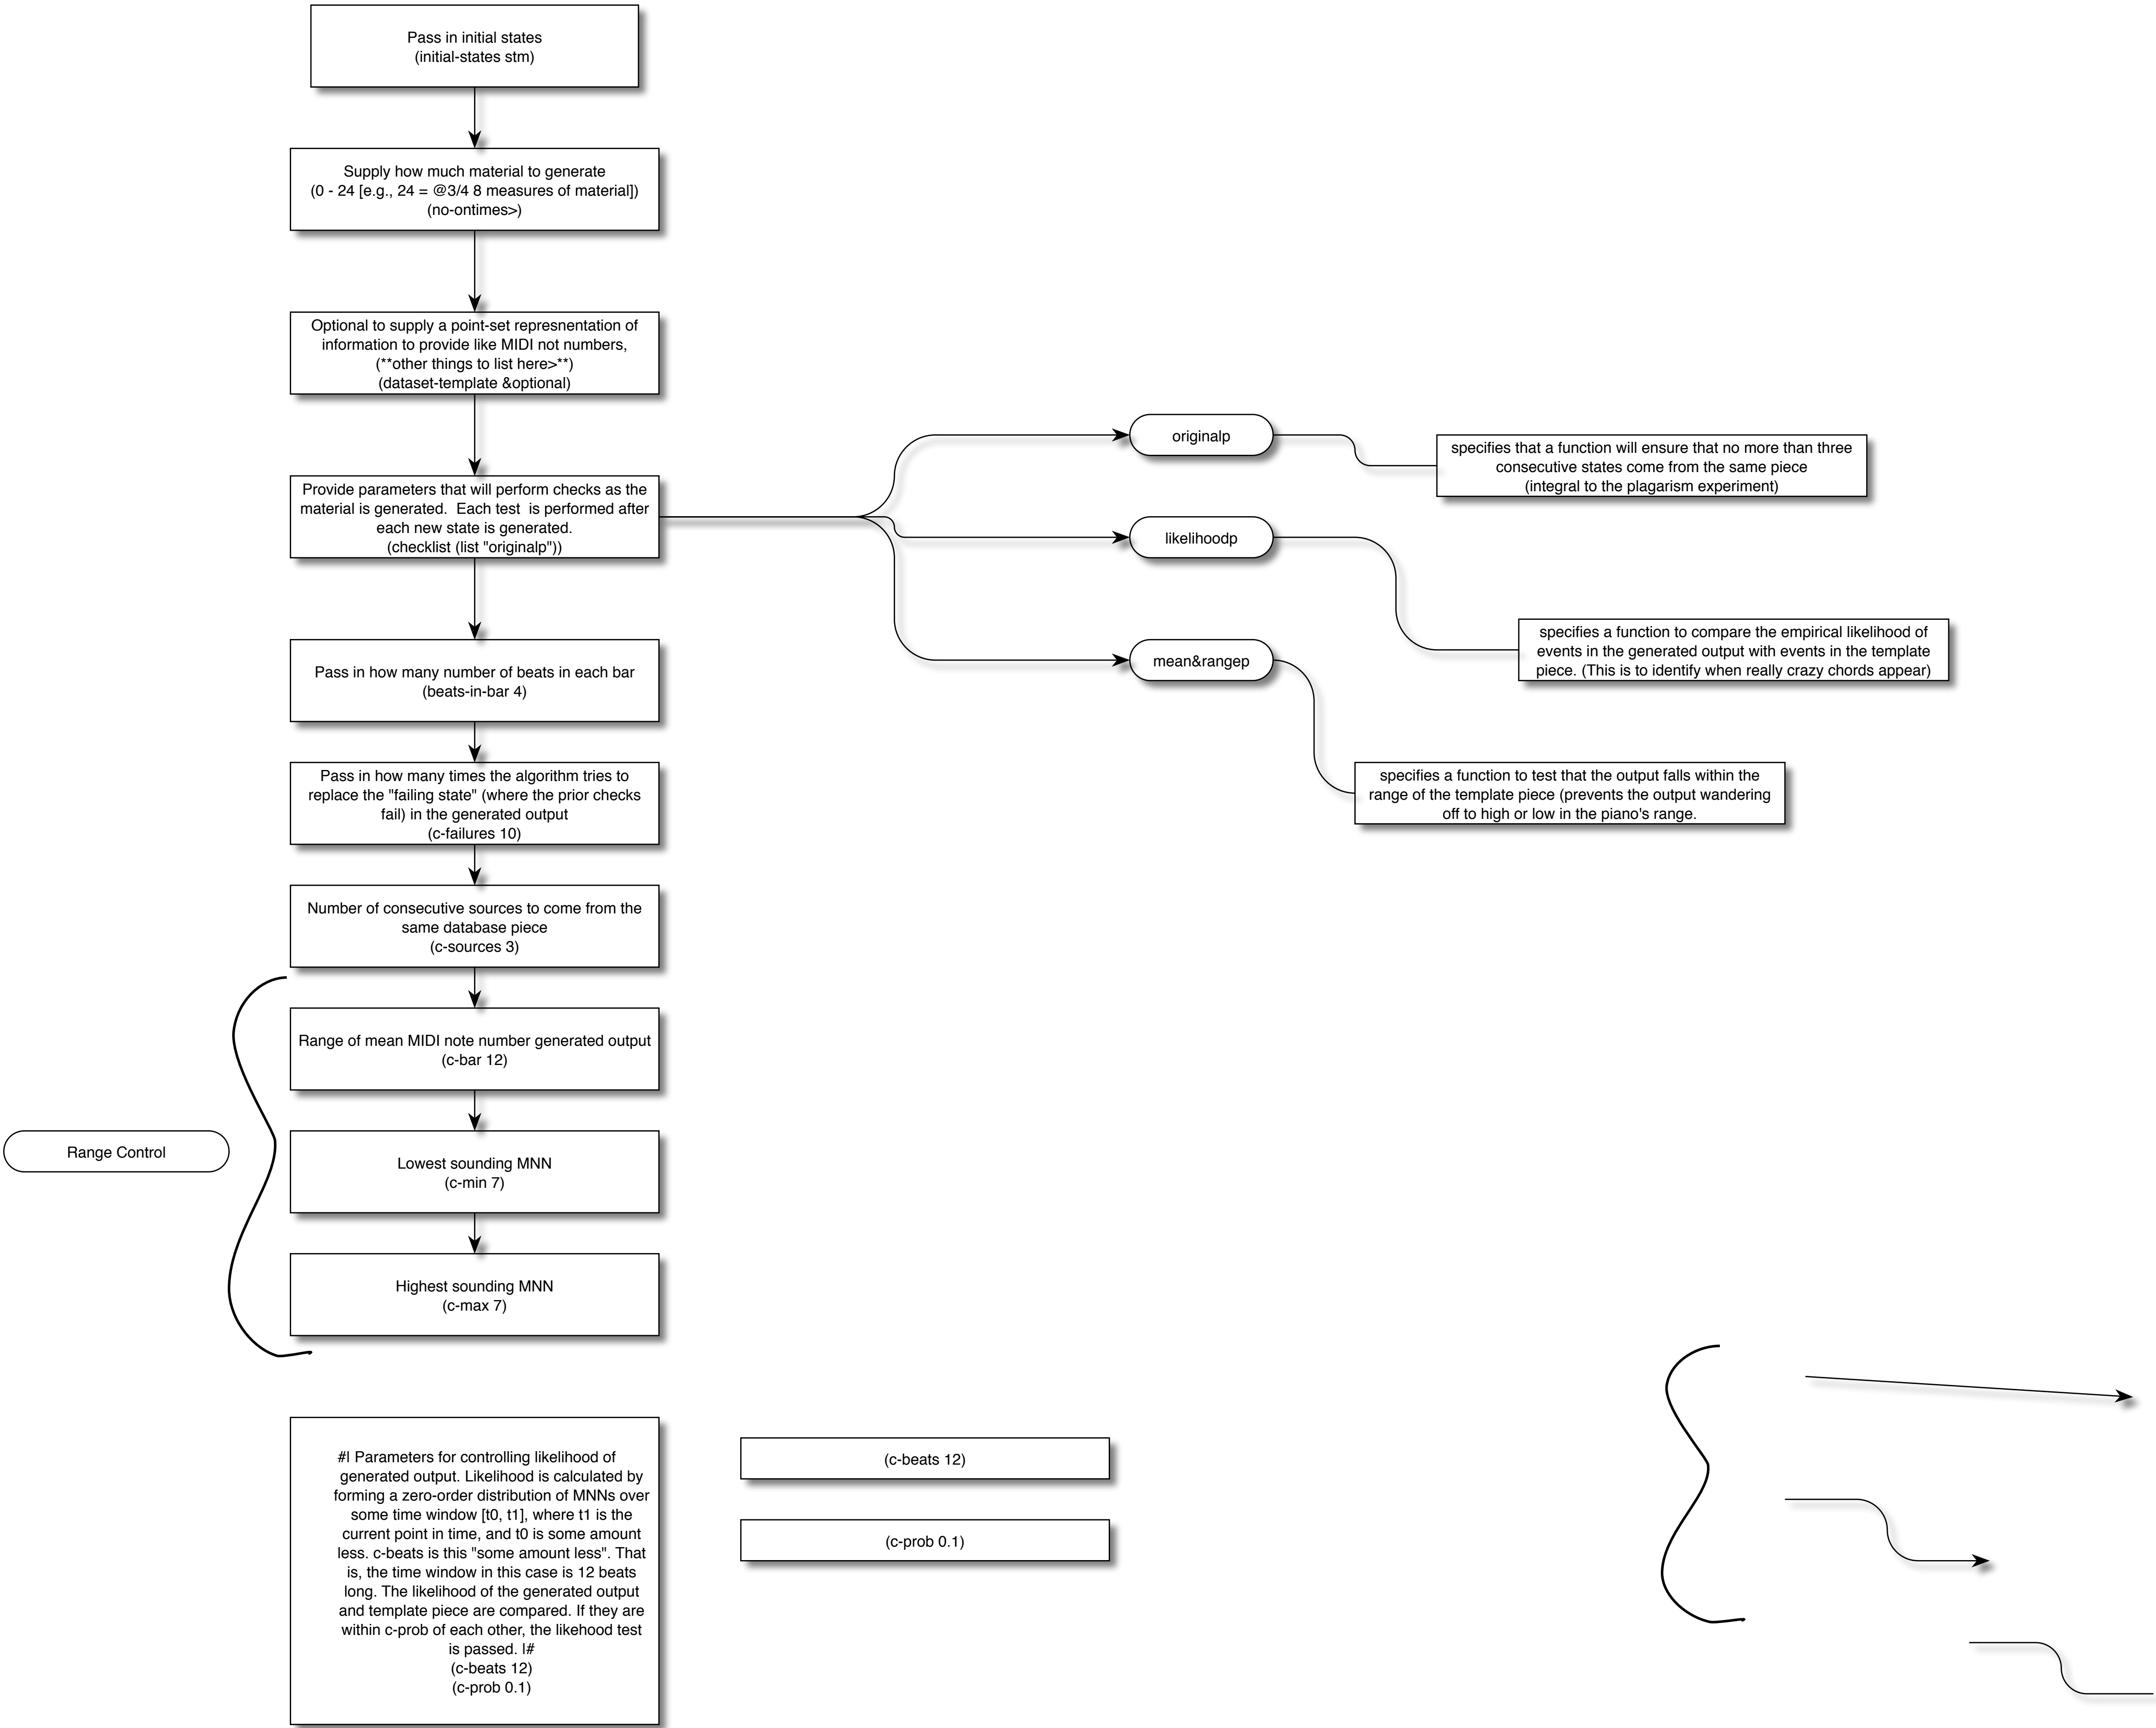 Pass in initial states
(initial-states stm)
Supply how much material to generate
(0 - 24 [e.g., 24 = @3/4 8 measures of material])
(no-ontimes>)
Optional to supply a point-set represnentation of
information to provide like MIDI not numbers,
(**other things to list here>**)
(dataset-template &optional)
Provide parameters that will perform checks as the
material is generated.  Each test  is performed after
each new state is generated.
(checklist (list "originalp"))
originalp
specifies that a function will ensure that no more than three
consecutive states come from the same piece
(integral to the plagarism experiment)
likelihoodp
specifies a function to compare the empirical likelihood of
events in the generated output with events in the template
piece. (This is to identify when really crazy chords appear)
mean&rangep
specifies a function to test that the output falls within the
range of the template piece (prevents the output wandering
off to high or low in the piano's range.
Pass in how many number of beats in each bar
(beats-in-bar 4)
Pass in how many times the algorithm tries to
replace the "failing state" (where the prior checks
fail) in the generated output
(c-failures 10)
Number of consecutive sources to come from the
same database piece
(c-sources 3)
Range of mean MIDI note number generated output
(c-bar 12)
Range Control
Lowest sounding MNN
(c-min 7)
Highest sounding MNN
(c-max 7)
#| Parameters for controlling likelihood of
generated output. Likelihood is calculated by
forming a zero-order distribution of MNNs over
some time window [t0, t1], where t1 is the
current point in time, and t0 is some amount
less. c-beats is this "some amount less". That
is, the time window in this case is 12 beats
long. The likelihood of the generated output
and template piece are compared. If they are
within c-prob of each other, the likehood test
is passed. |#
(c-beats 12)
(c-prob 0.1)
(c-beats 12)
(c-prob 0.1)